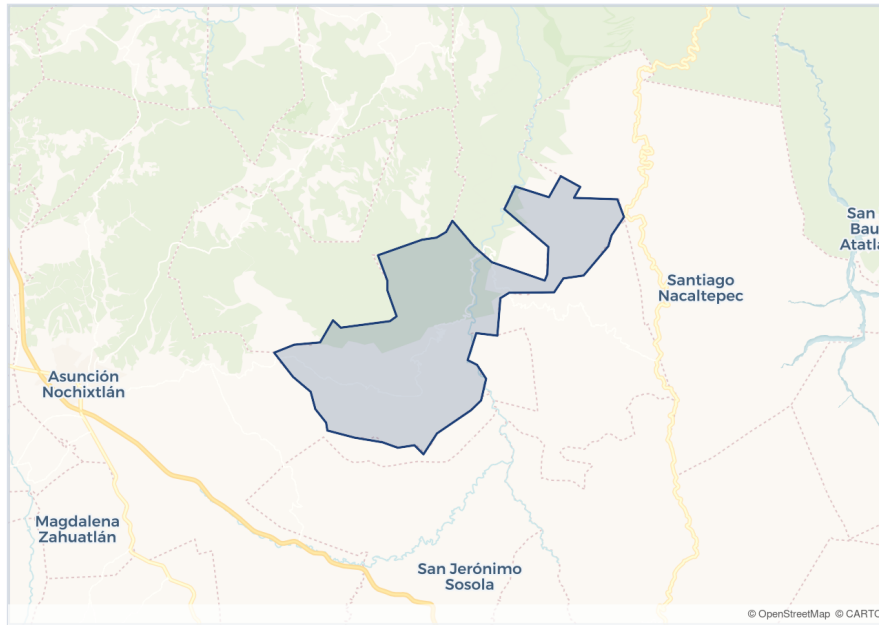 San
Bau
Atatla
Santiago
Nacaltepec
Asunción
Nochixtlán
Magdalena
Zahuatlán
San Jerónimo
Sosola
© OpenStreetMap © CARTO